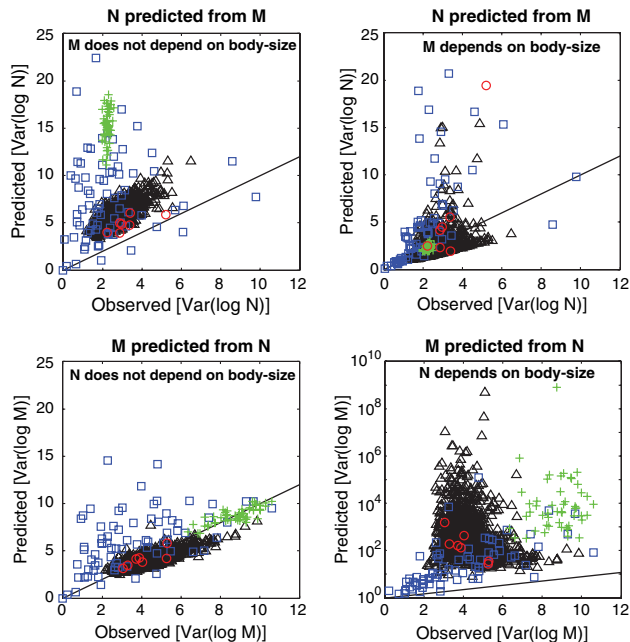 N predicted from M
M does not depend on body-size
25
20
15
10
5
0
0 2 4 6 8 10 12
Predicted [Var(log N)]
Observed [Var(log N)]
N predicted from M
M depends on body-size
25
20
15
10
5
0
0 2 4 6 8 10 12
Predicted [Var(log N)]
Observed [Var(log N)]
M predicted from N
N does not depend on body-size
25
20
15
10
5
0
0 2 4 6 8 10 12
Predicted [Var(log M)]
Observed [Var(log M)]
M predicted from N
N depends on body-size
10^10
10^8
10^6
10^4
10^2
10^0
0 2 4 6 8 10 12
Predicted [Var(log M)]
Observed [Var(log M)]